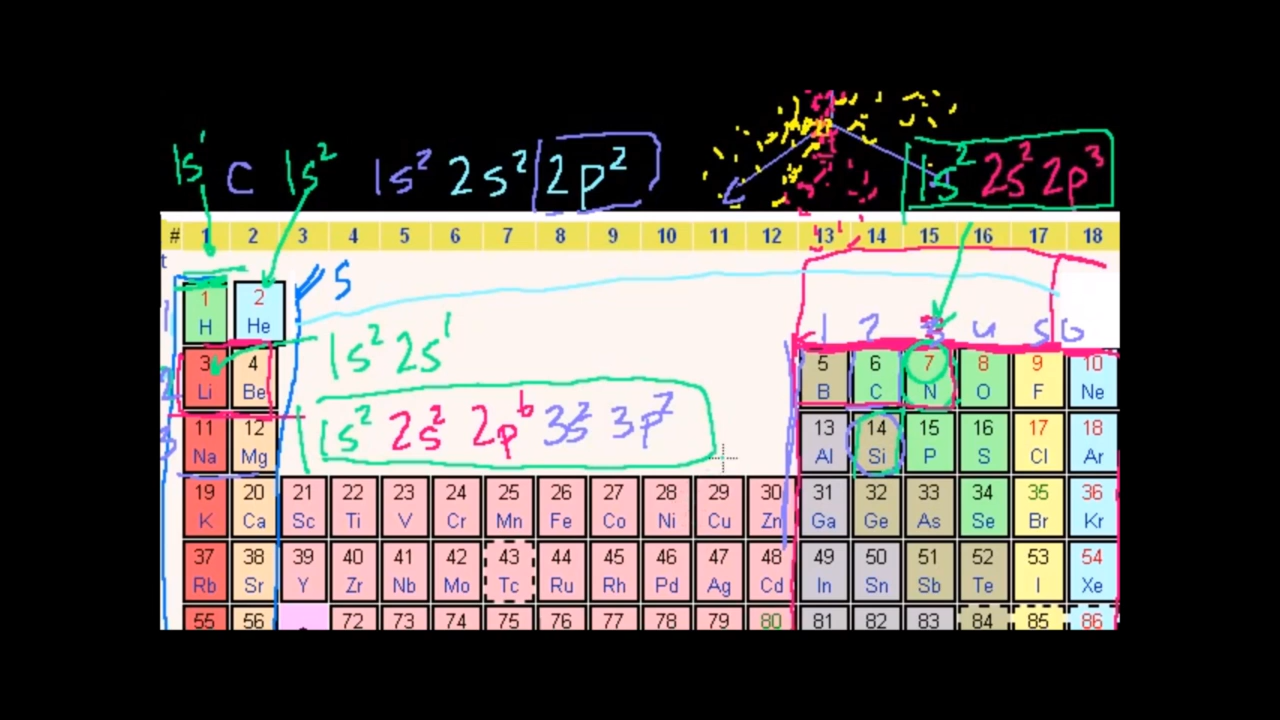 1s¹ C 1s² 1s² 2s² 2p² 1s² 2s² 2p³
# 1 2 3 4 5 6 7 8 9 10 11 12 13 14 15 16 17 18
t
1 2 S
H He
1 2 3 4 5 6
1s² 2s¹
3 4 5 6 7 8 9 10
Li Be B C N O F Ne
1s² 2s² 2p⁶ 3s² 3p²
11 12 13 14 15 16 17 18
Na Mg Al Si P S Cl Ar
19 20 21 22 23 24 25 26 27 28 29 30 31 32 33 34 35 36
K Ca Sc Ti V Cr Mn Fe Co Ni Cu Zn Ga Ge As Se Br Kr
37 38 39 40 41 42 43 44 45 46 47 48 49 50 51 52 53 54
Rb Sr Y Zr Nb Mo Tc Ru Rh Pd Ag Cd In Sn Sb Te I Xe
55 56 72 73 74 75 76 77 78 79 80 81 82 83 84 85 86